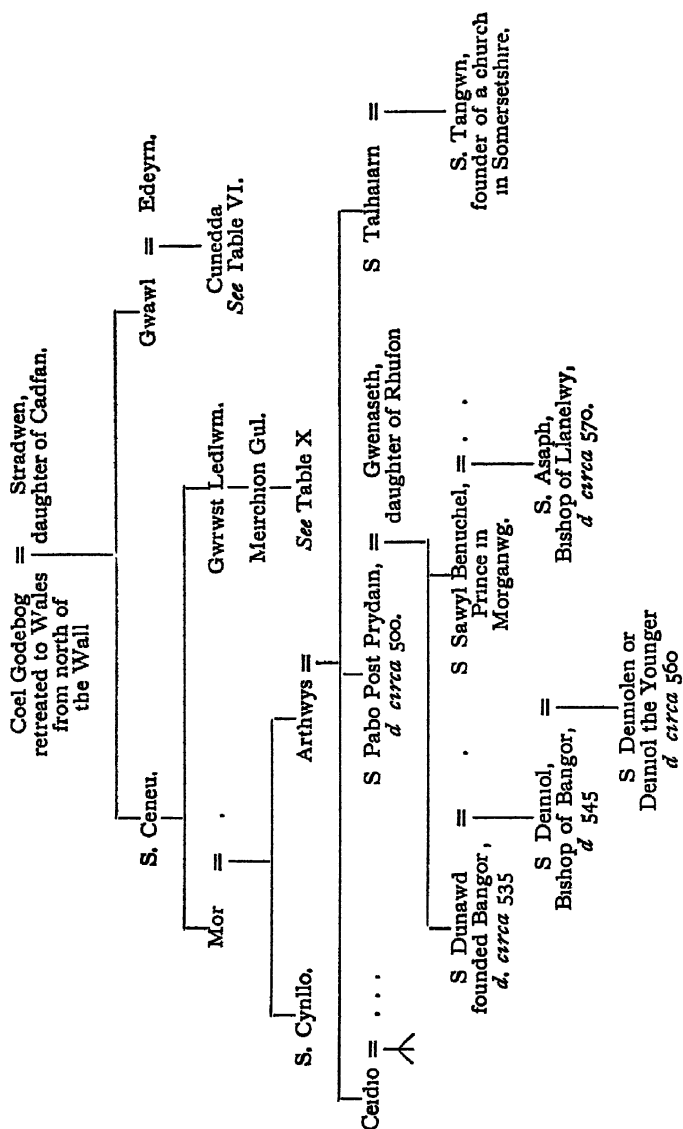 Coel Godebog = Stradwen,
retreated to Wales daughter of Cadfan.
from north of
the Wall
S. Ceneu. Gwawl = Edeyrn.
Cunedda
See Table VI.
Mor = . Gwrwst Ledlwm.
Meirchion Gul.
See Table X
S. Cynllo. Arthwys =
Ceidio = . . . S Pabo Post Prydain, = Gwenaseth, S Talhaiarn =
d circa 500. daughter of Rhufon
S. Tangwn,
founder of a church
in Somersetshire.
S Dunawd = . S Sawyl Benuchel, = . .
founded Bangor, Prince in
d. circa 535 Morganwg.
S Deiniol, = S. Asaph,
Bishop of Bangor, Bishop of Llanelwy,
d 545 d circa 570.
S Deiniolen or
Deiniol the Younger
d circa 560